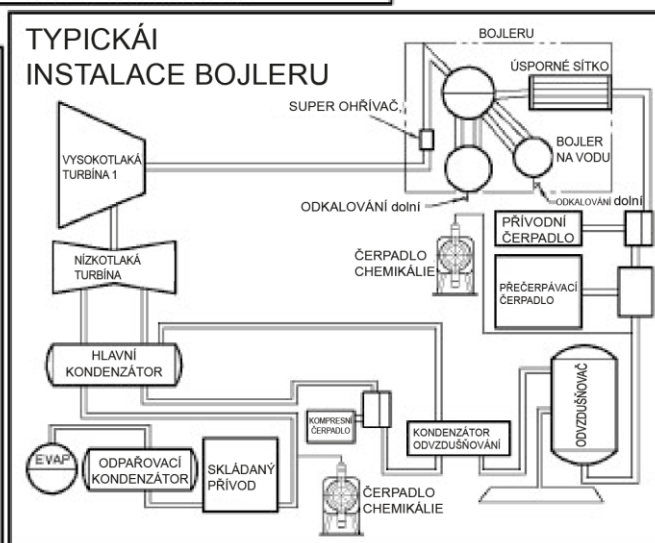 TYPICKÁI
INSTALACE BOJLERU
BOJLERU
ÚSPORNÉ SÍTKO
SUPER OHŘÍVAČ,
VYSOKOTLAKÁ
TURBÍNA 1
BOJLER
NA VODU
ODKALOVÁNÍ dolní
ODKALOVÁNÍ dolní
PŘÍVODNÍ
ČERPADLO
NÍZKOTLAKÁ
TURBÍNA
ČERPADLO
CHEMIKÁLIE
PŘEČERPÁVACÍ
ČERPADLO
HLAVNÍ
KONDENZÁTOR
ODVZDUŠŇOVAČ
KOMPRESNÍ
ČERPADLO
KONDENZÁTOR
ODVZDUŠŇOVÁNÍ
EVAP
ODPAŘOVACÍ
KONDENZÁTOR
SKLÁDANÝ
PŘÍVOD
ČERPADLO
CHEMIKÁLIE